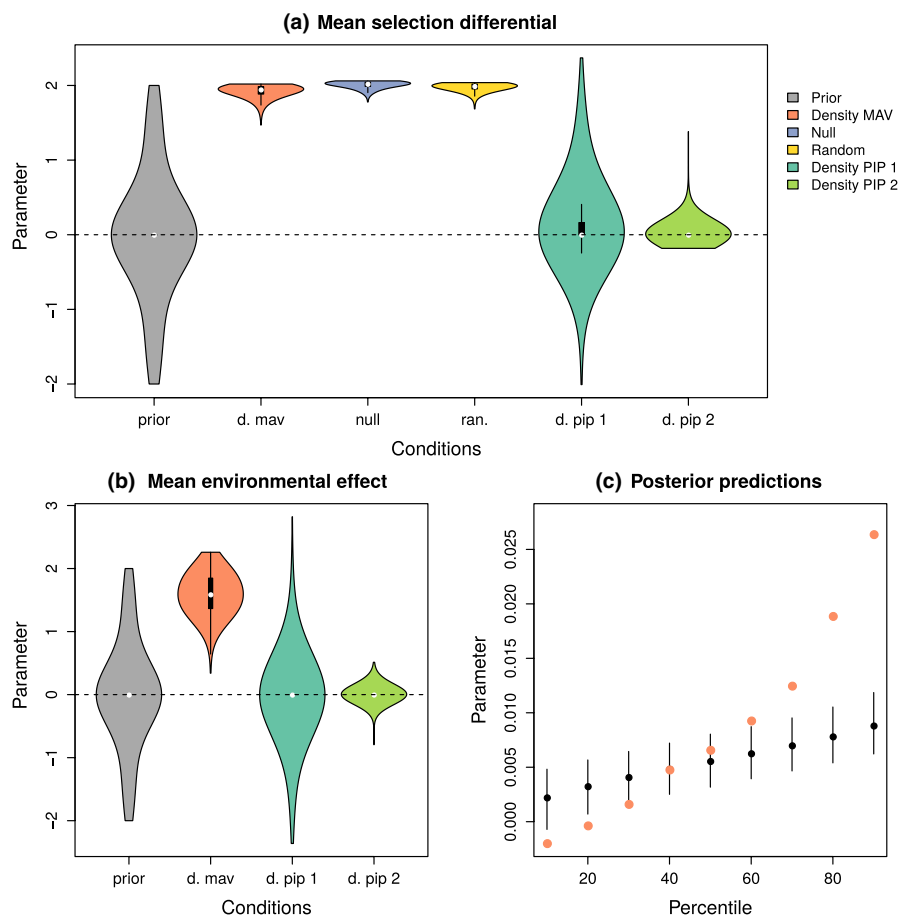 (a) Mean selection differential
Parameter
2
1
0
−1
−2
prior d. mav null ran. d. pip 1 d. pip 2
Conditions
Prior
Density MAV
Null
Random
Density PIP 1
Density PIP 2
(b) Mean environmental effect
Parameter
3
2
1
0
−1
−2
prior d. mav d. pip 1 d. pip 2
Conditions
(c) Posterior predictions
Parameter
0.025
0.020
0.015
0.010
0.005
0.000
20 40 60 80
Percentile